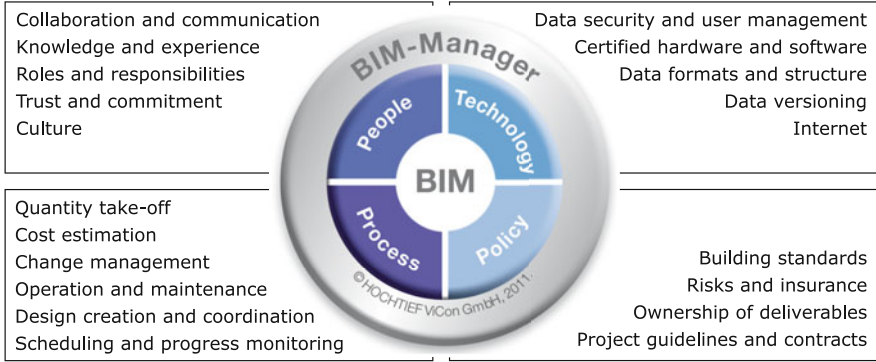 Collaboration and communication
Knowledge and experience
Roles and responsibilities
Trust and commitment
Culture
Data security and user management
Certified hardware and software
Data formats and structure
Data versioning
Internet
BIM-Manager
People
Technology
BIM
Process
Policy
© HOCHTIEF ViCon GmbH, 2011.
Quantity take-off
Cost estimation
Change management
Operation and maintenance
Design creation and coordination
Scheduling and progress monitoring
Building standards
Risks and insurance
Ownership of deliverables
Project guidelines and contracts